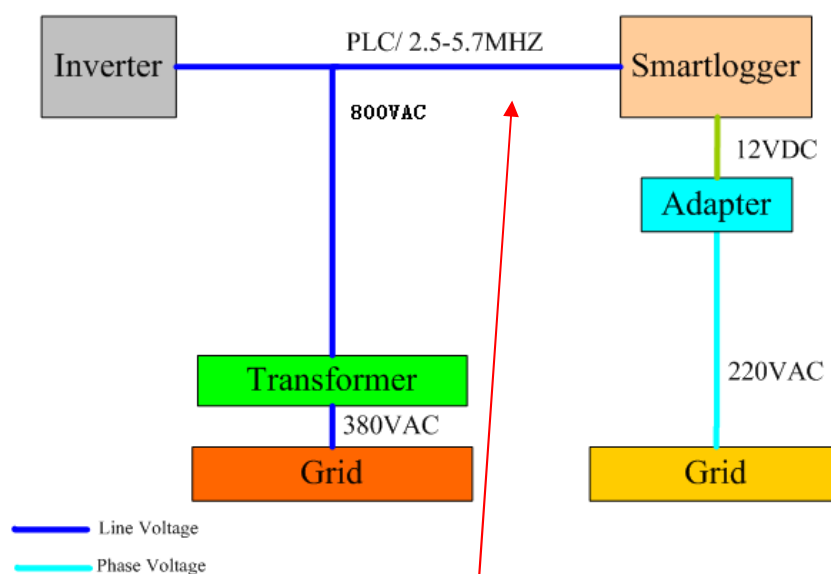 PLC/ 2.5-5.7MHZ
Inverter
Smartlogger
800VAC
12VDC
Adapter
Transformer
220VAC
380VAC
Grid
Grid
Line Voltage
Phase Voltage